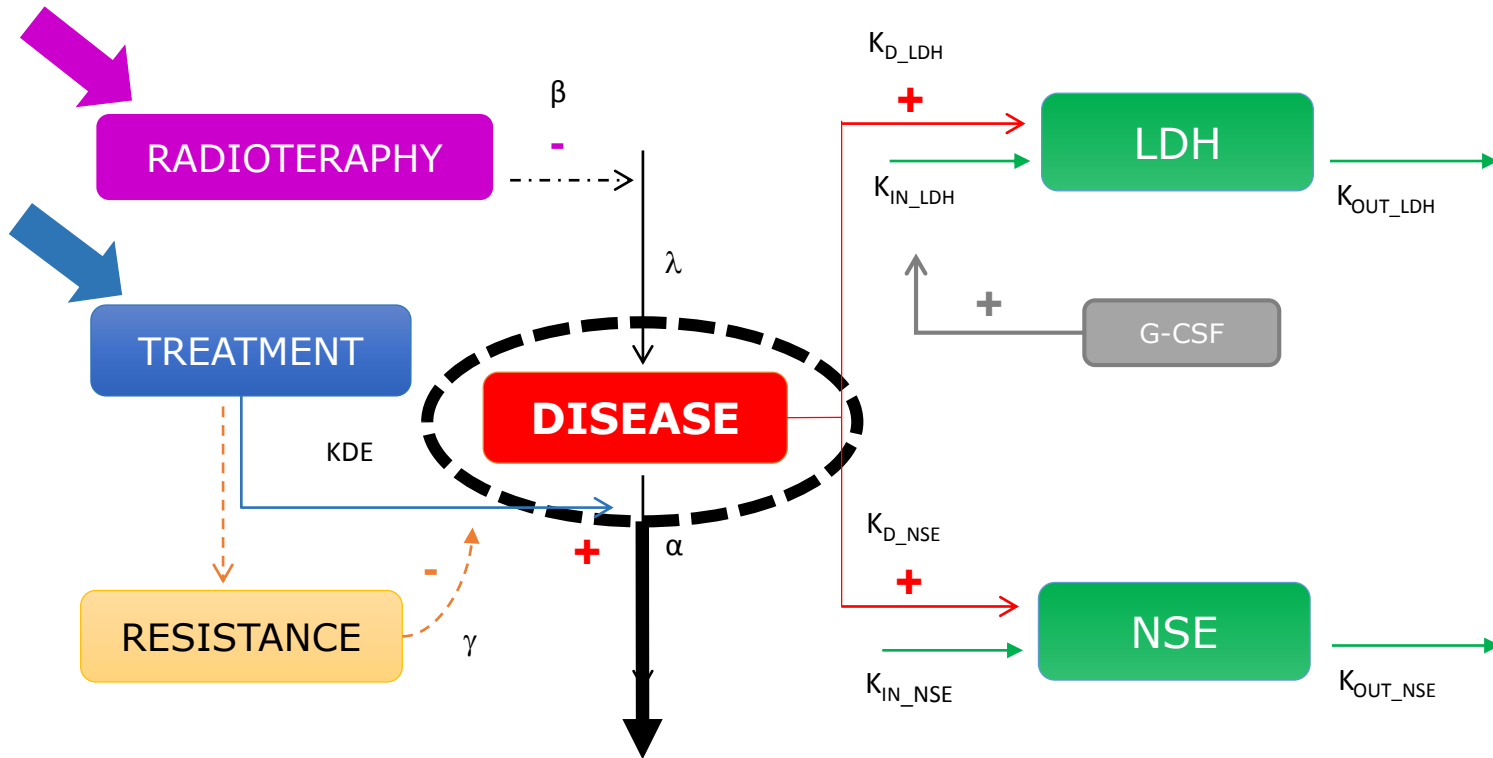 K_D_LDH
β
+
-
LDH
RADIOTERAPHY
K_IN_LDH
K_OUT_LDH
λ
+
G-CSF
TREATMENT
DISEASE
KDE
K_D_NSE
+
α
-
+
RESISTANCE
γ
NSE
K_IN_NSE
K_OUT_NSE